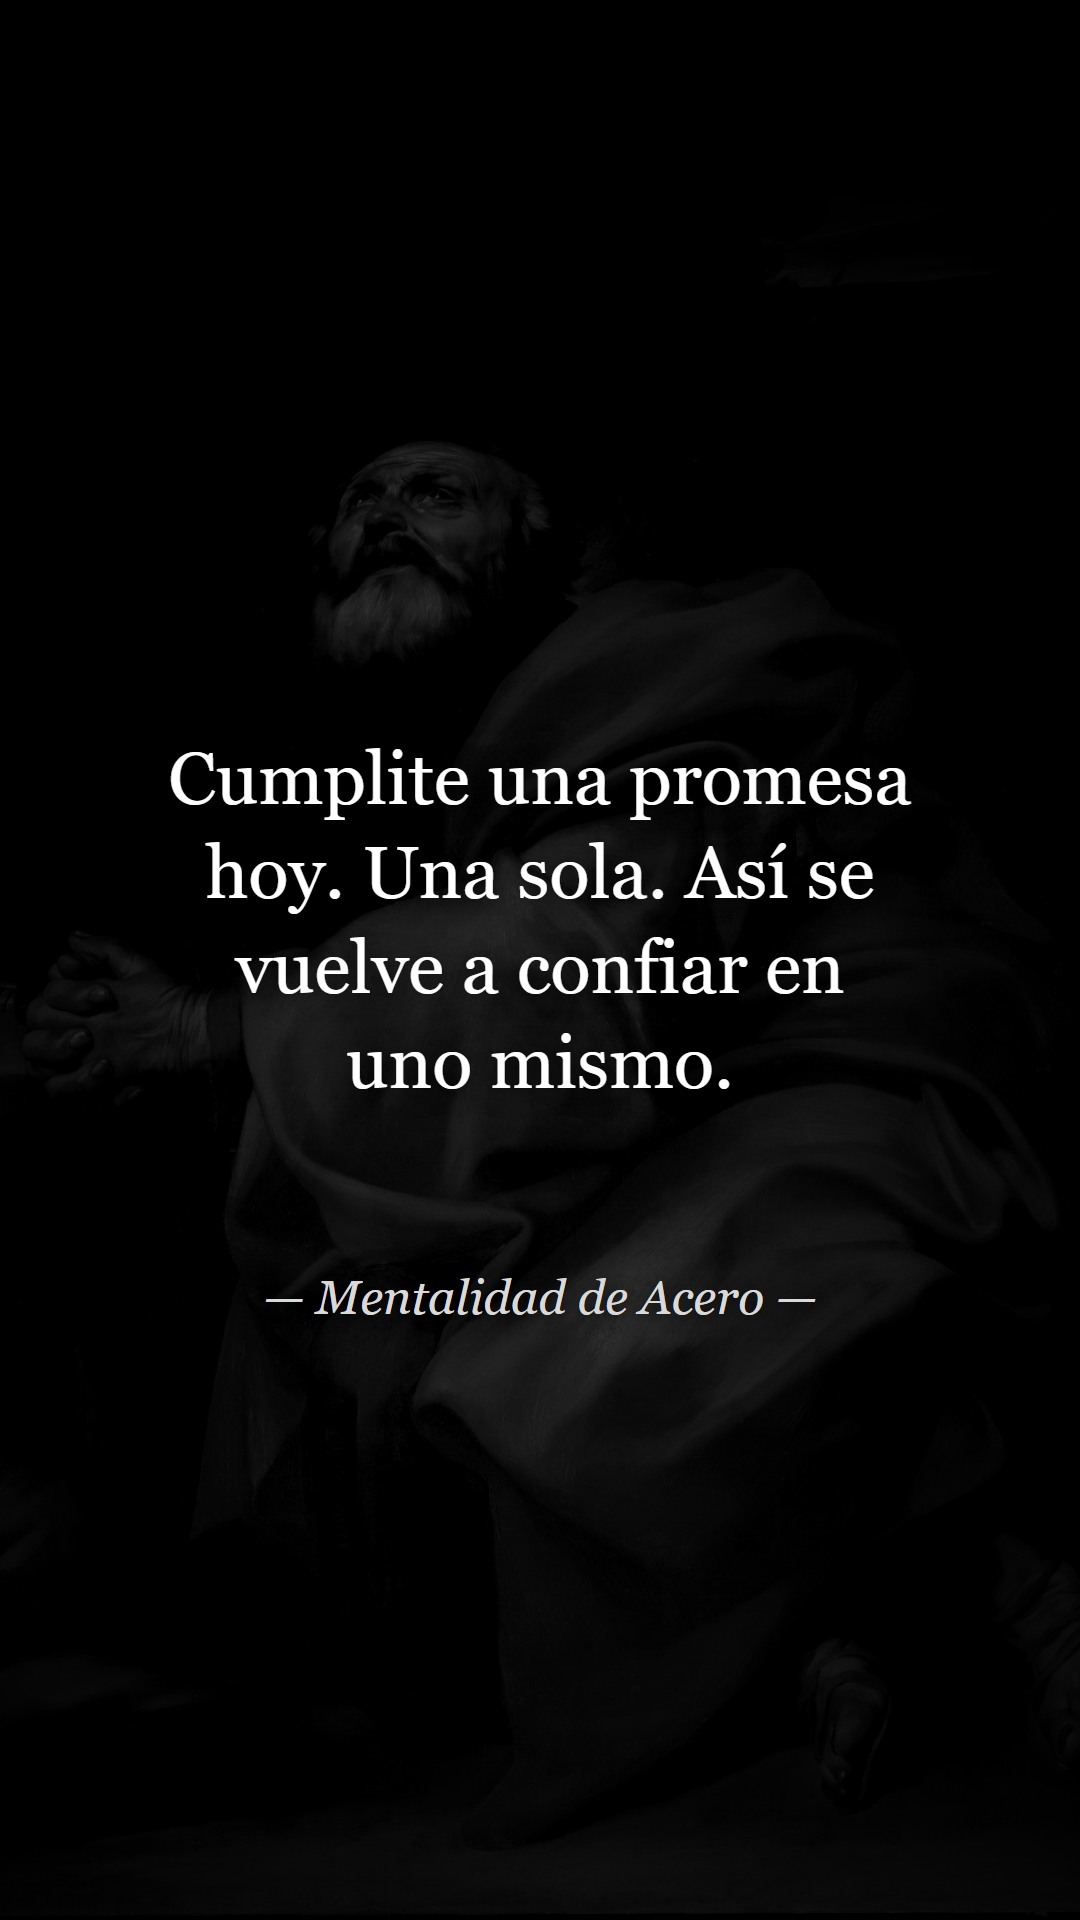 Cumplite una promesa
hoy. Una sola. Así se
vuelve a confiar en
uno mismo.
— Mentalidad de Acero —